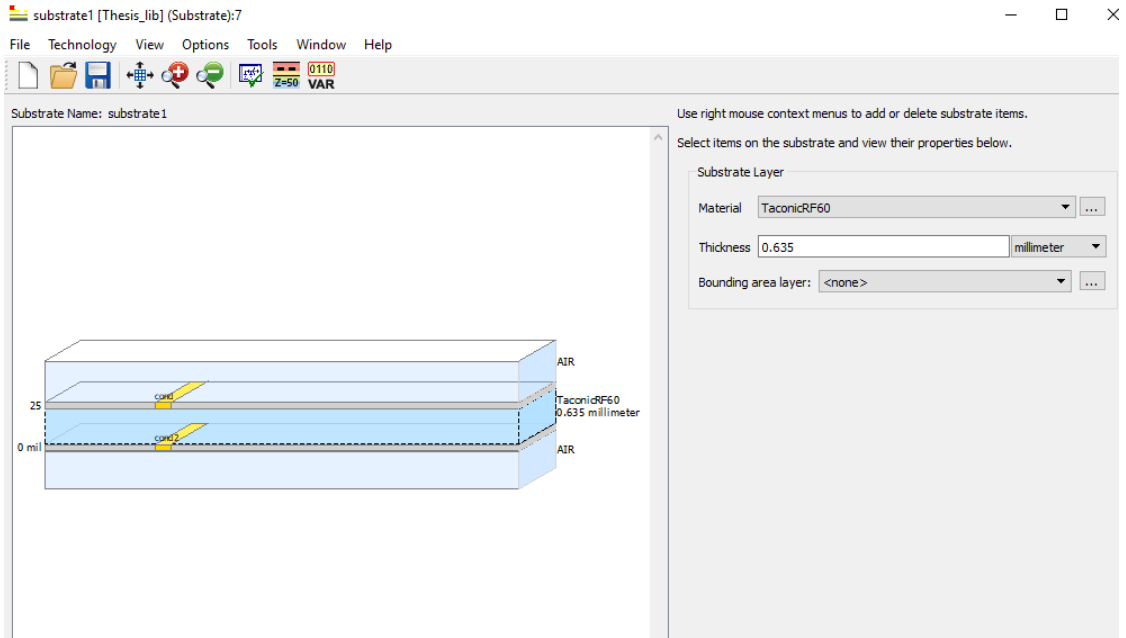 substrate1 [Thesis_lib] (Substrate):7
File Technology View Options Tools Window Help
Z=50
0110
VAR
Substrate Name: substrate1
Use right mouse context menus to add or delete substrate items.
Select items on the substrate and view their properties below.
Substrate Layer
Material TaconicRF60 ...
Thickness 0.635 millimeter
Bounding area layer: <none> ...
AIR
cond
25
TaconicRF60
0.635 millimeter
cond2
0 mil
AIR